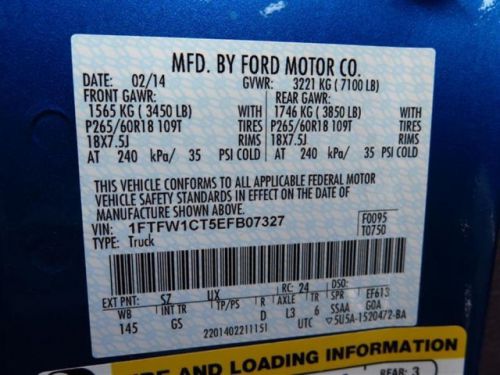 MFD. BY FORD MOTOR CO.
DATE: 02/14 GVWR: 3221 KG (7100 LB)
FRONT GAWR: REAR GAWR:
1565 KG (3450 LB) WITH 1746 KG (3850 LB) WITH
P265/60R18 109T TIRES P265/60R18 109T TIRES
18X7.5J RIMS 18X7.5J RIMS
AT 240 kPa/ 35 PSI COLD AT 240 kPa/ 35 PSI COLD
THIS VEHICLE CONFORMS TO ALL APPLICABLE FEDERAL MOTOR
VEHICLE SAFETY STANDARDS IN EFFECT ON THE DATE OF
MANUFACTURE SHOWN ABOVE.
VIN: 1FTFW1CT5EFB07327 F0095
TYPE: Truck T0750
EXT PNT: SZ UX RC: 24 DSO:
WB INT TR TP/PS R AXLE TR SPR EF613
145 GS D L3 6 SSAA GOA
2201402211151 UTC ▽5U5A-1520472-BA
TIRE AND LOADING INFORMATION
REAR: 3